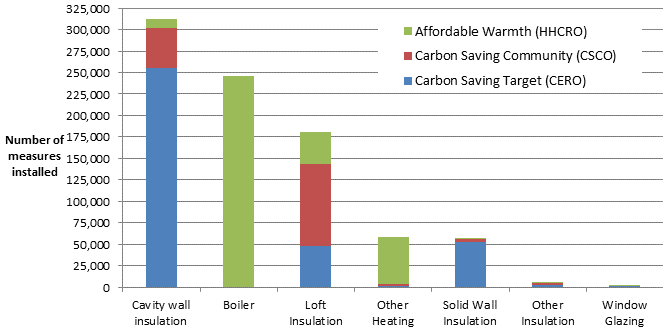 325,000
300,000
275,000
250,000
225,000
200,000
175,000
150,000
125,000
100,000
75,000
50,000
25,000
0
Number of
measures
installed
Affordable Warmth (HHCRO)
Carbon Saving Community (CSCO)
Carbon Saving Target (CERO)
Cavity wall
insulation
Boiler
Loft
Insulation
Other
Heating
Solid Wall
Insulation
Other
Insulation
Window
Glazing